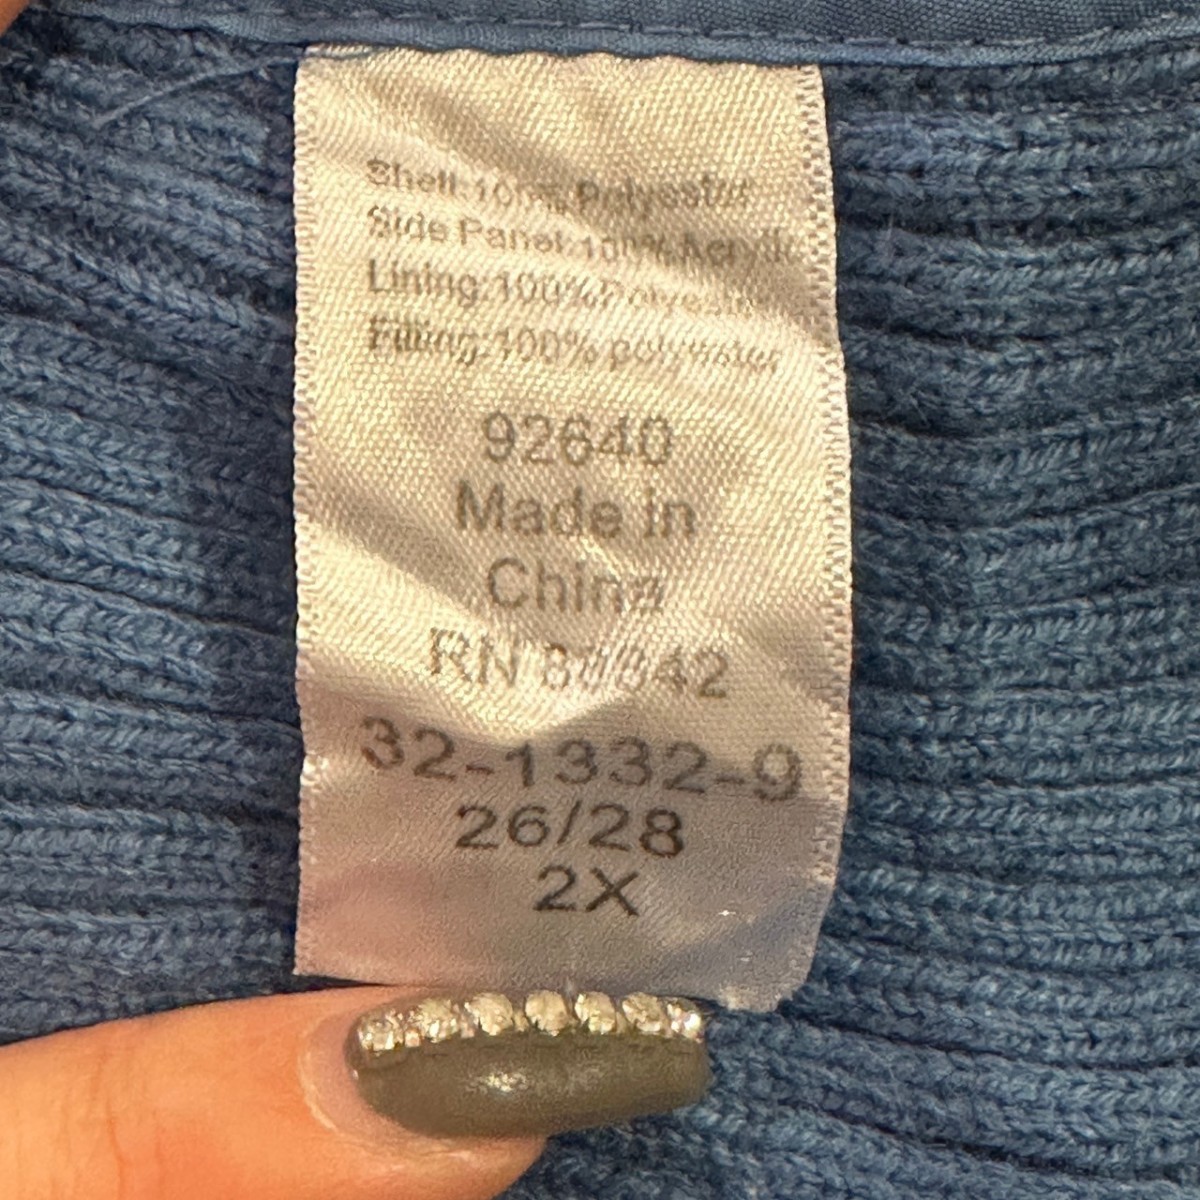 Shell:100% Polyester
Side Panel:100%Acrylic
Lining:100%Polyester
Filling:100% polyester
92640
Made in
China
RN
32-1332-9
26/28
2X